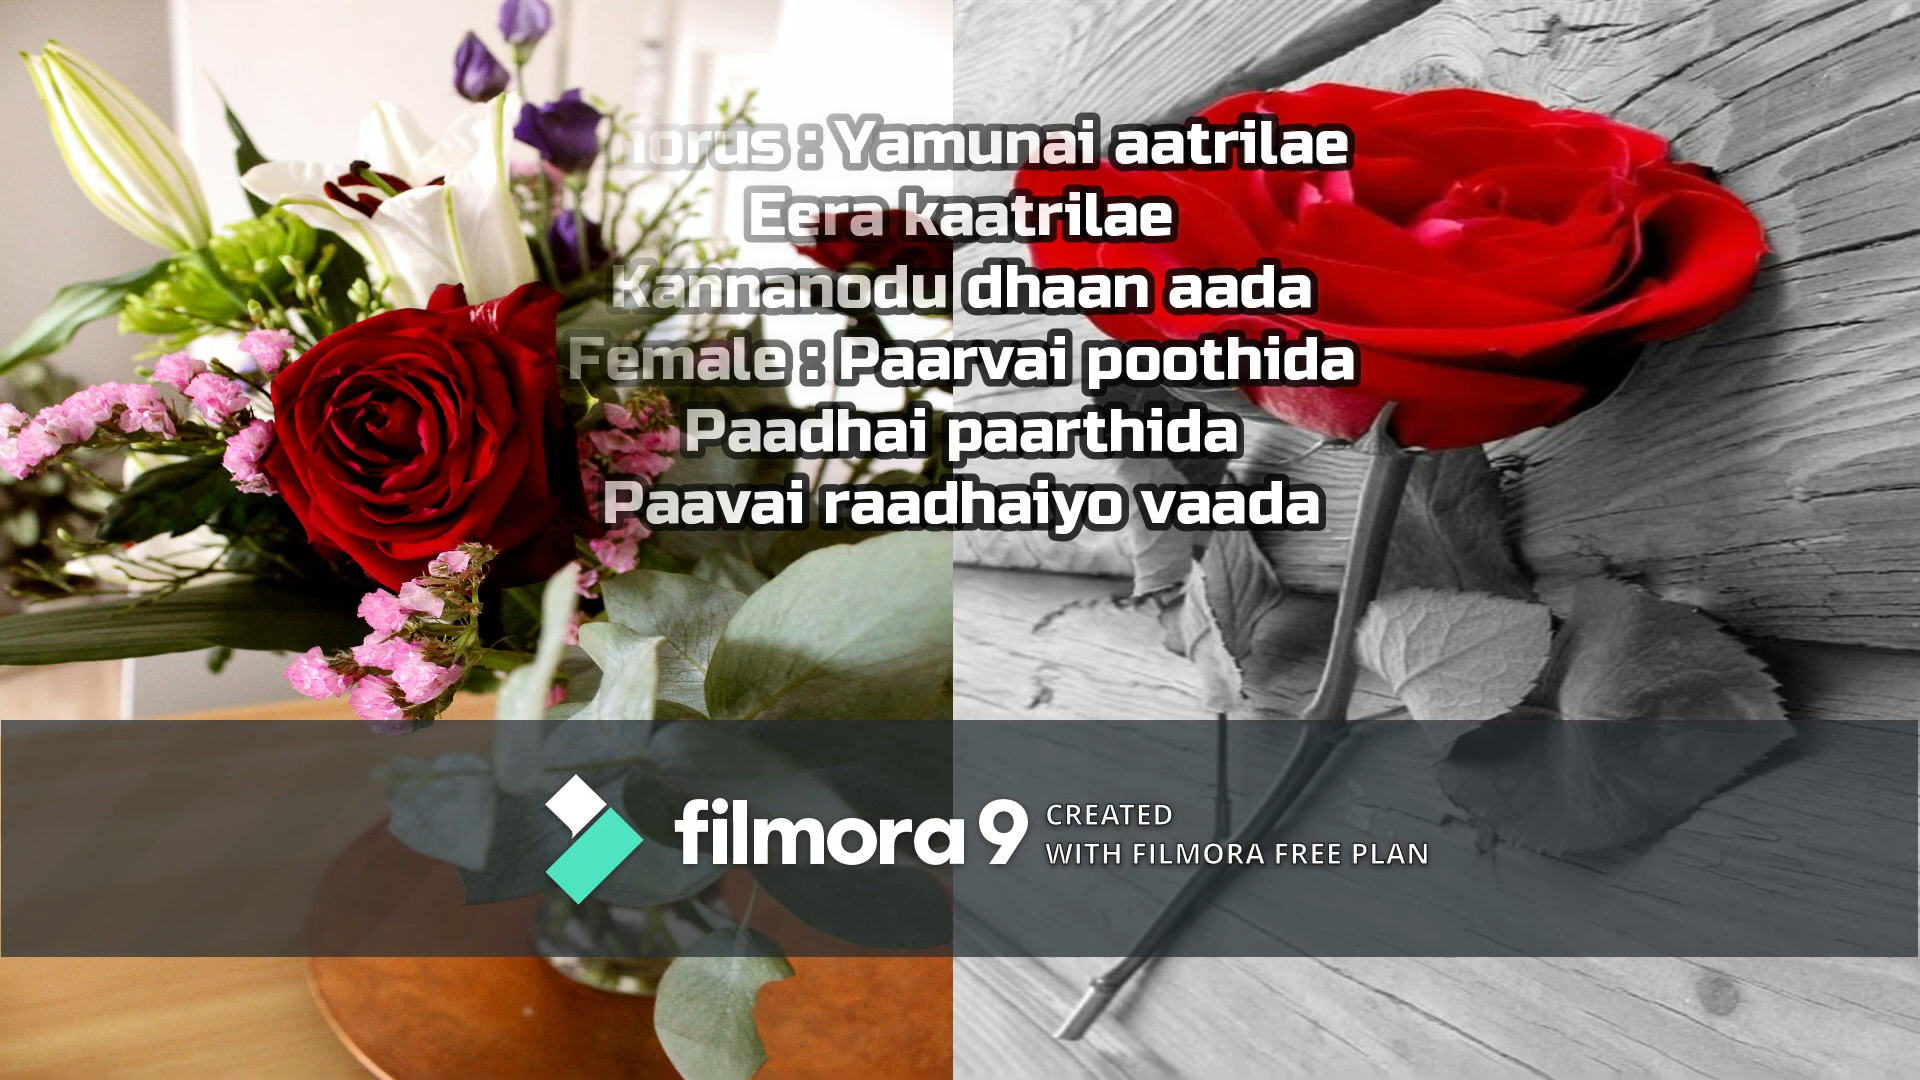 : Yamunai aatrilae
Eera kaatrilae
Kannanodu dhaan aada
Female : Paarvai poothida
Paadhai paarthida
Paavai raadhaiyo vaada
filmora 9
CREATED
WITH FILMORA FREE PLAN